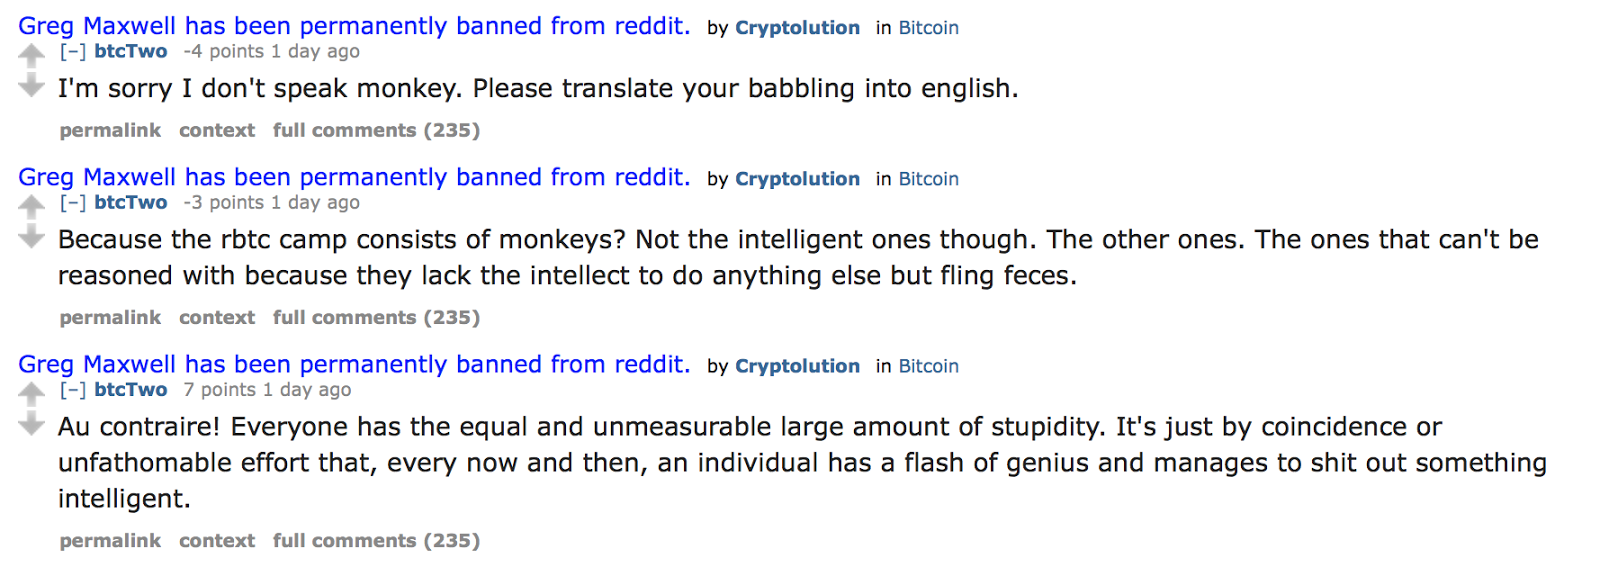 Greg Maxwell has been permanently banned from reddit. by Cryptolution in Bitcoin
[–] btcTwo -4 points 1 day ago
I'm sorry I don't speak monkey. Please translate your babbling into english.
permalink context full comments (235)
Greg Maxwell has been permanently banned from reddit. by Cryptolution in Bitcoin
[–] btcTwo -3 points 1 day ago
Because the rbtc camp consists of monkeys? Not the intelligent ones though. The other ones. The ones that can't be
reasoned with because they lack the intellect to do anything else but fling feces.
permalink context full comments (235)
Greg Maxwell has been permanently banned from reddit. by Cryptolution in Bitcoin
[–] btcTwo 7 points 1 day ago
Au contraire! Everyone has the equal and unmeasurable large amount of stupidity. It's just by coincidence or
unfathomable effort that, every now and then, an individual has a flash of genius and manages to shit out something
intelligent.
permalink context full comments (235)